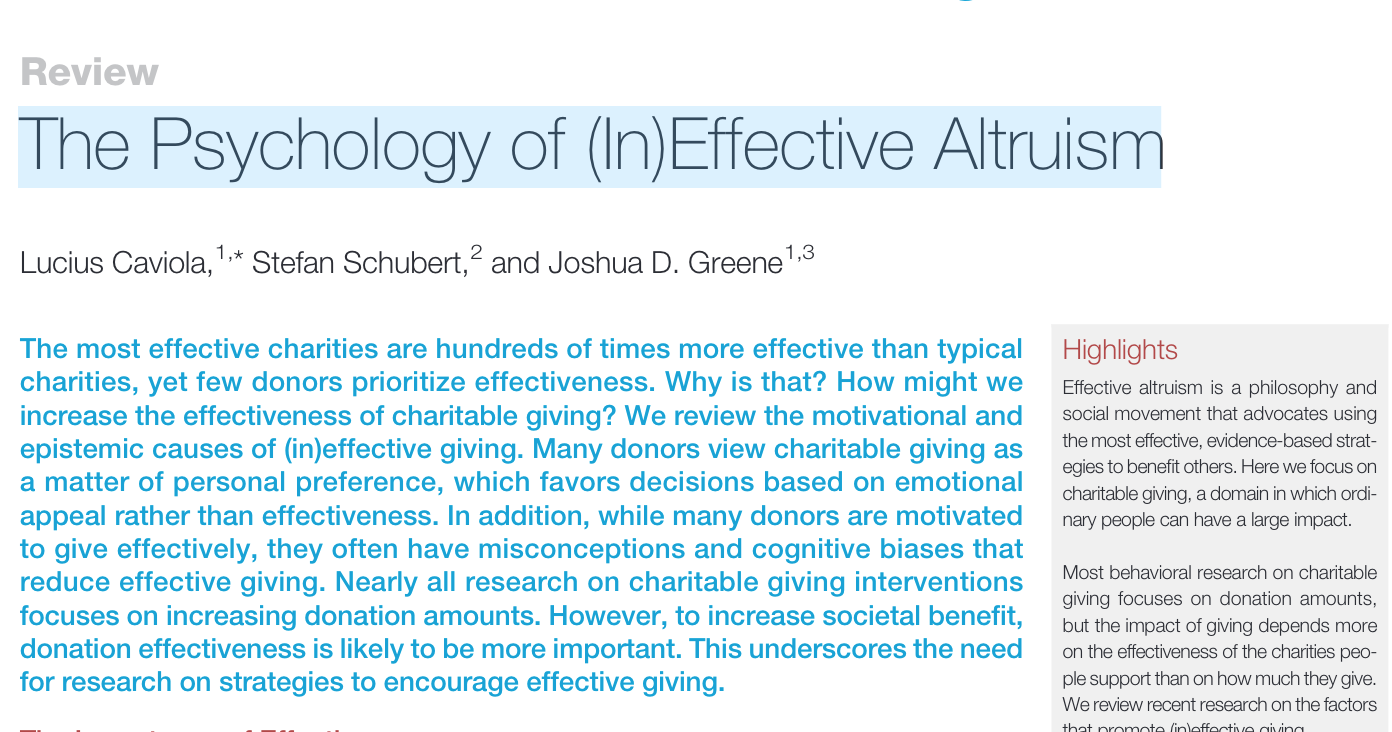 Review
The Psychology of (In)Effective Altruism
Lucius Caviola,1,* Stefan Schubert,2 and Joshua D. Greene1,3
The most effective charities are hundreds of times more effective than typical
charities, yet few donors prioritize effectiveness. Why is that? How might we
increase the effectiveness of charitable giving? We review the motivational and
epistemic causes of (in)effective giving. Many donors view charitable giving as
a matter of personal preference, which favors decisions based on emotional
appeal rather than effectiveness. In addition, while many donors are motivated
to give effectively, they often have misconceptions and cognitive biases that
reduce effective giving. Nearly all research on charitable giving interventions
focuses on increasing donation amounts. However, to increase societal benefit,
donation effectiveness is likely to be more important. This underscores the need
for research on strategies to encourage effective giving.
Highlights
Effective altruism is a philosophy and
social movement that advocates using
the most effective, evidence-based strat-
egies to benefit others. Here we focus on
charitable giving, a domain in which ordi-
nary people can have a large impact.
Most behavioral research on charitable
giving focuses on donation amounts,
but the impact of giving depends more
on the effectiveness of the charities peo-
ple support than on how much they give.
We review recent research on the factors
that promote (in)effective giving.